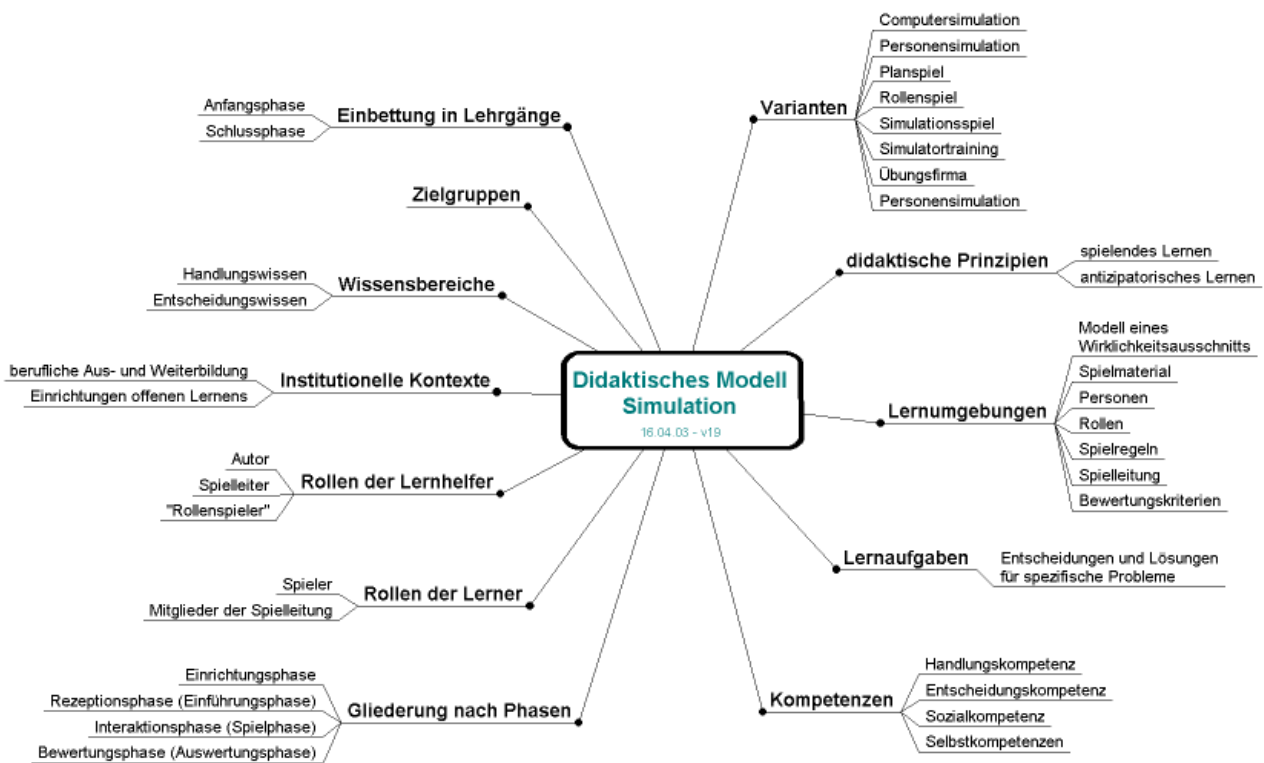 Didaktisches Modell
Simulation
16.04.03 - v19
Varianten
Computersimulation
Personensimulation
Planspiel
Rollenspiel
Simulationsspiel
Simulatortraining
Übungsfirma
Personensimulation
didaktische Prinzipien
spielendes Lernen
antizipatorisches Lernen
Lernumgebungen
Modell eines
Wirklichkeitsausschnitts
Spielmaterial
Personen
Rollen
Spielregeln
Spielleitung
Bewertungskriterien
Lernaufgaben
Entscheidungen und Lösungen
für spezifische Probleme
Kompetenzen
Handlungskompetenz
Entscheidungskompetenz
Sozialkompetenz
Selbstkompetenzen
Einbettung in Lehrgänge
Anfangsphase
Schlussphase
Zielgruppen
Wissensbereiche
Handlungswissen
Entscheidungswissen
Institutionelle Kontexte
berufliche Aus- und Weiterbildung
Einrichtungen offenen Lernens
Rollen der Lernhelfer
Autor
Spielleiter
"Rollenspieler"
Rollen der Lerner
Spieler
Mitglieder der Spielleitung
Gliederung nach Phasen
Einrichtungsphase
Rezeptionsphase (Einführungsphase)
Interaktionsphase (Spielphase)
Bewertungsphase (Auswertungsphase)